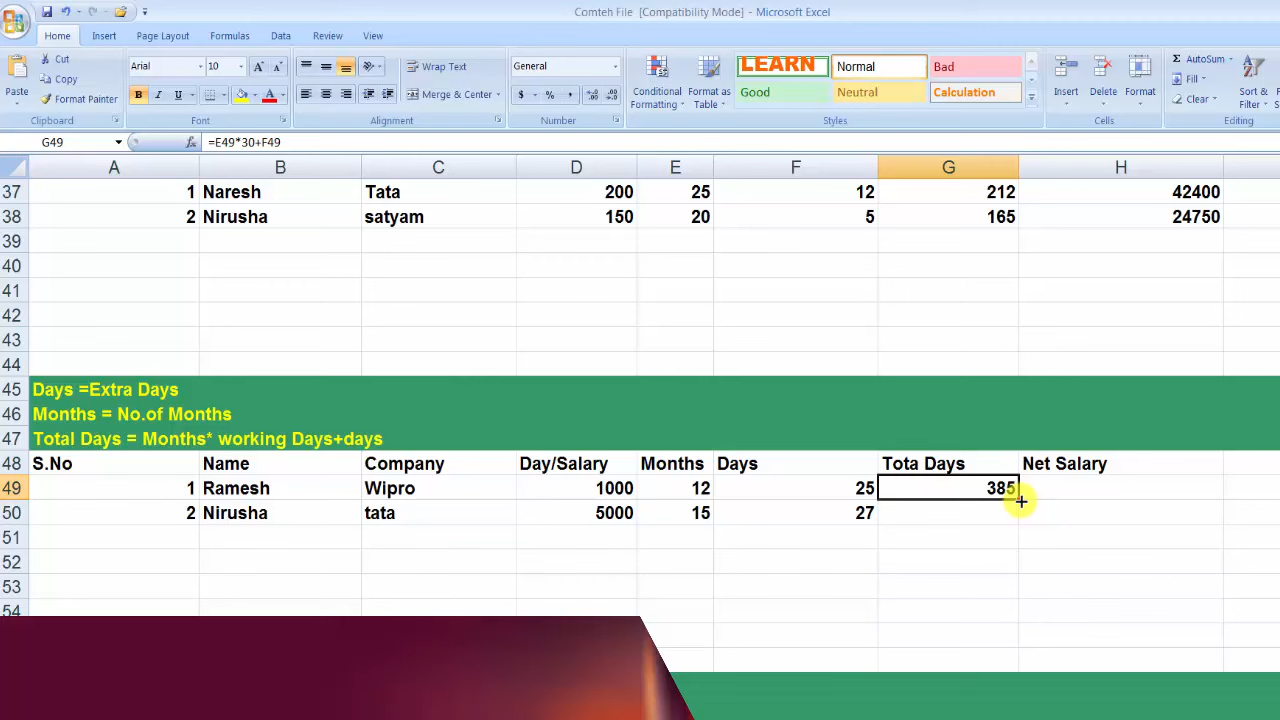 Comteh File [Compatibility Mode] - Microsoft Excel
Home Insert Page Layout Formulas Data Review View
Paste Cut Copy Format Painter Clipboard
Arial 10 B I U Font
Wrap Text Merge & Center Alignment
General $ % , Number
Conditional Formatting Format as Table
LEARN Normal Bad
Good Neutral Calculation
Styles
Insert Delete Format Cells
AutoSum Fill Clear Sort & Filter Editing
G49 fx =E49*30+F49
A B C D E F G H
37 1 Naresh Tata 200 25 12 212 42400
38 2 Nirusha satyam 150 20 5 165 24750
39
40
41
42
43
44
45 Days =Extra Days
46 Months = No.of Months
47 Total Days = Months* working Days+days
48 S.No Name Company Day/Salary Months Days Tota Days Net Salary
49 1 Ramesh Wipro 1000 12 25 385
50 2 Nirusha tata 5000 15 27
51
52
53
54